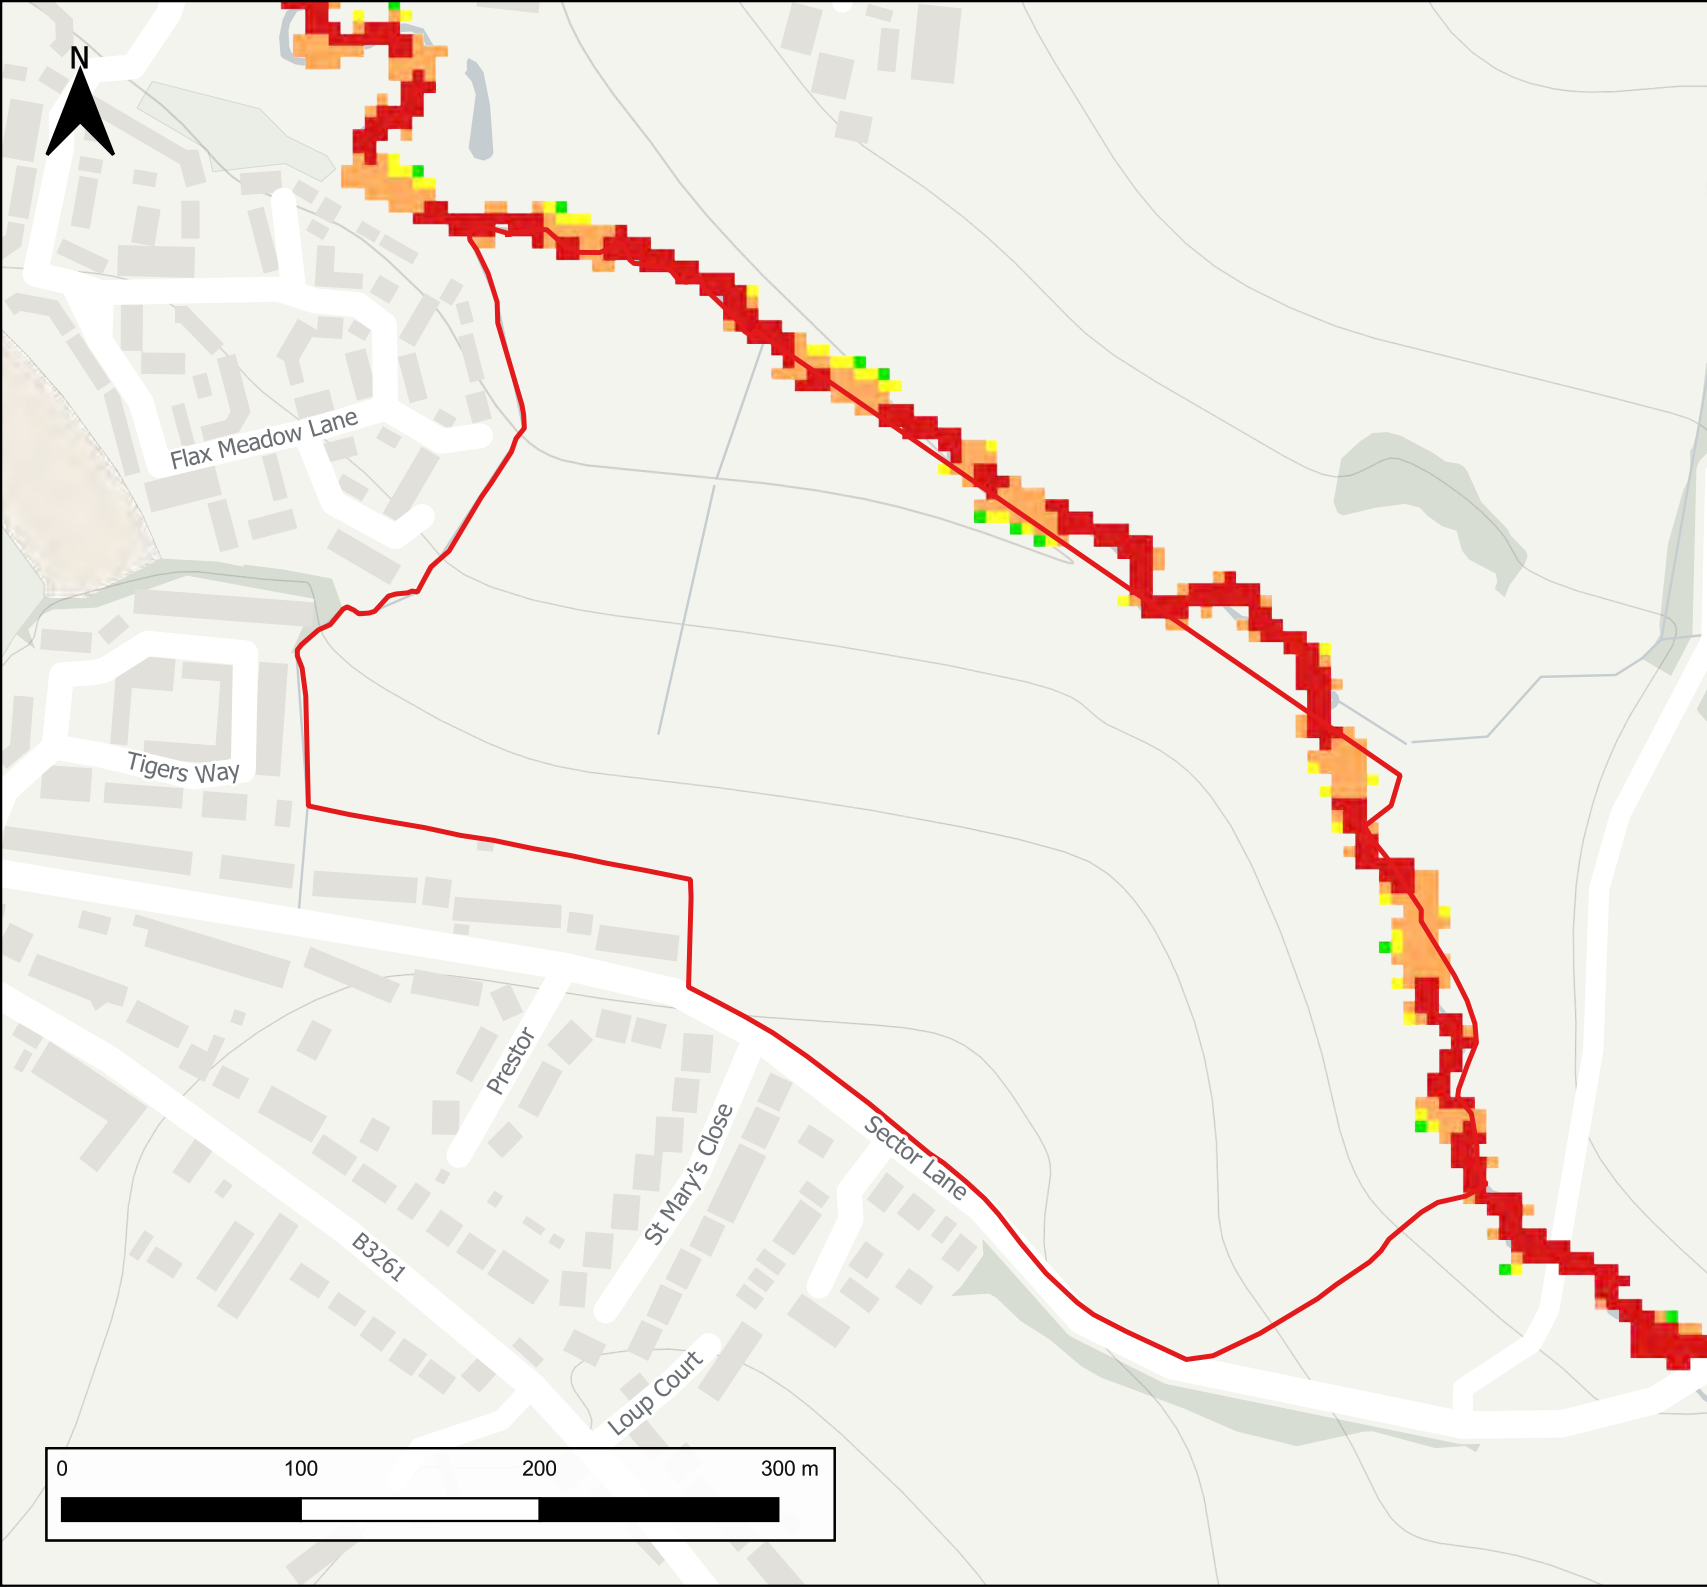 N
Flax Meadow Lane
Tigers Way
Prestor
St Mary's Close
Sector Lane
B3261
Loup Court
0 100 200 300 m